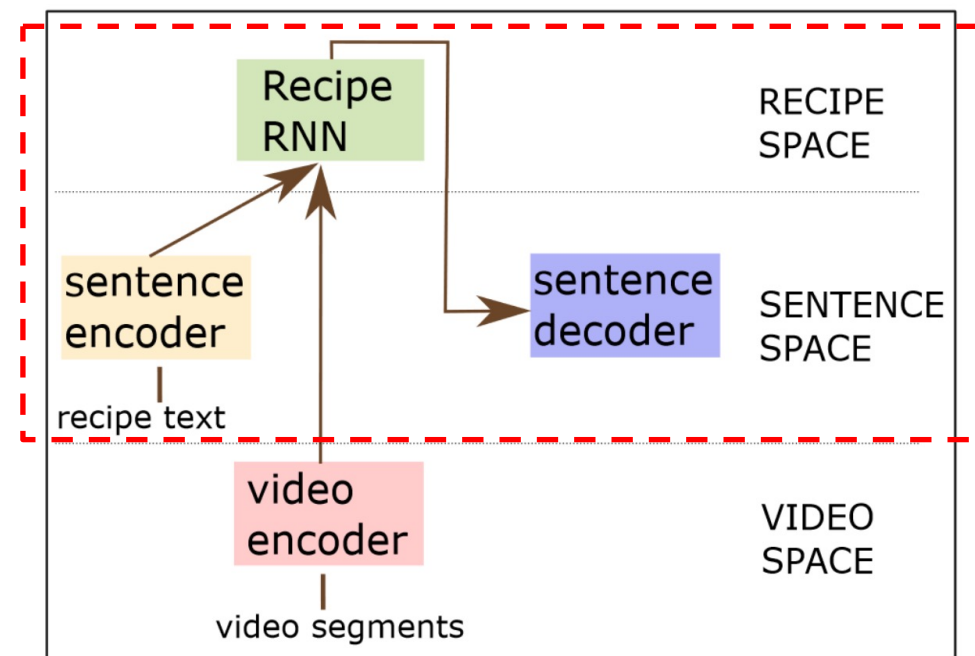 Recipe
RNN
RECIPE
SPACE
sentence
encoder
sentence
decoder
SENTENCE
SPACE
recipe text
video
encoder
VIDEO
SPACE
video segments